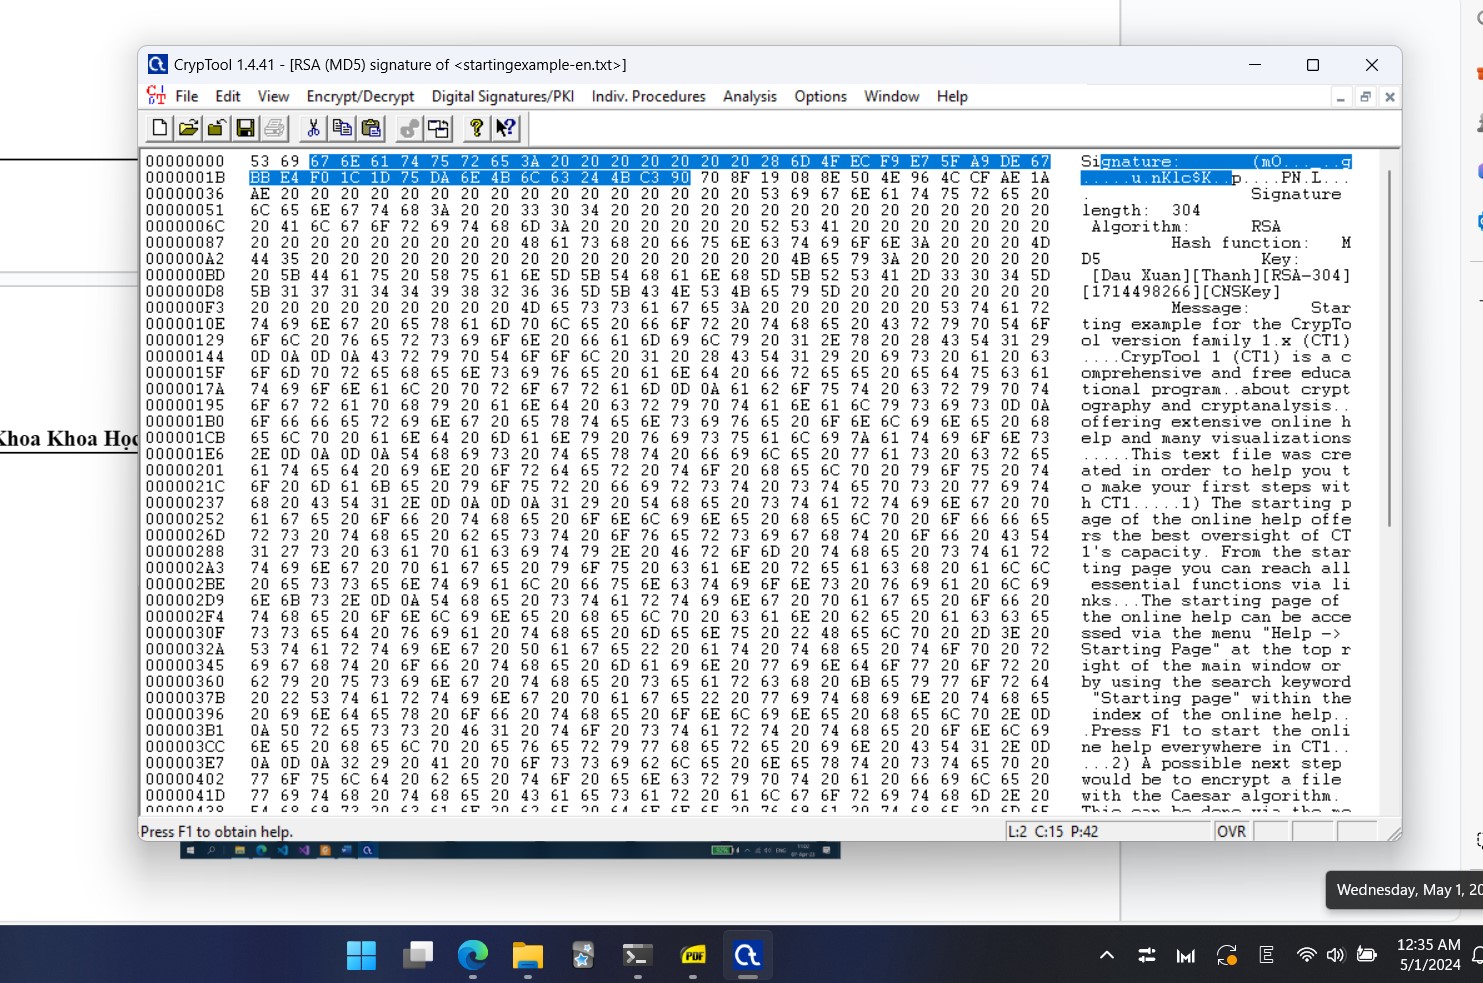 CrypTool 1.4.41 - [RSA (MD5) signature of <startingexample-en.txt>]
File Edit View Encrypt/Decrypt Digital Signatures/PKI Indiv. Procedures Analysis Options Window Help
00000000 53 69 67 6E 61 74 75 72 65 3A 20 20 20 20 20 20 20 20 28 6D 4F EC F9 E7 5F A9 DE 67 Signature: (mO..._..g
0000001B BB E4 F0 1C 1D 75 DA 6E 4B 6C 63 24 4B C3 90 70 8F 19 08 8E 50 4E 96 4C CF AE 1A .....u.nKlc$K..p....PN.L...
00000036 AE 20 20 20 20 20 20 20 20 20 20 20 20 20 20 20 20 20 53 69 67 6E 61 74 75 72 65 20 . Signature
00000051 6C 65 6E 67 74 68 3A 20 20 33 30 34 20 20 20 20 20 20 20 20 20 20 20 20 20 20 20 length: 304
0000006C 20 41 6C 67 6F 72 69 74 68 6D 3A 20 20 20 20 20 20 52 53 41 20 20 20 20 20 20 20 Algorithm: RSA
00000087 20 20 20 20 20 20 20 20 20 48 61 73 68 20 66 75 6E 63 74 69 6F 6E 3A 20 20 20 4D Hash function: M
000000A2 44 35 20 20 20 20 20 20 20 20 20 20 20 20 20 20 20 20 4B 65 79 3A 20 20 20 20 20 D5 Key:
000000BD 20 5B 44 61 75 20 58 75 61 6E 5D 5B 54 68 61 6E 68 5D 5B 52 53 41 2D 33 30 34 5D [Dau Xuan][Thanh][RSA-304]
000000D8 5B 31 37 31 34 34 39 38 32 36 36 5D 5B 43 4E 53 4B 65 79 5D 20 20 20 20 20 20 20 [1714498266][CNSKey]
000000F3 20 20 20 20 20 20 20 20 20 4D 65 73 73 61 67 65 3A 20 20 20 20 20 20 53 74 61 72 Message: Star
0000010E 74 69 6E 67 20 65 78 61 6D 70 6C 65 20 66 6F 72 20 74 68 65 20 43 72 79 70 54 6F ting example for the CrypTo
00000129 6F 6C 20 76 65 72 73 69 6F 6E 20 66 61 6D 69 6C 79 20 31 2E 78 20 28 43 54 31 29 ol version family 1.x (CT1)
00000144 0D 0A 0D 0A 43 72 79 70 54 6F 6F 6C 20 31 20 28 43 54 31 29 20 69 73 20 61 20 63 ....CrypTool 1 (CT1) is a c
0000015F 6F 6D 70 72 65 68 65 6E 73 69 76 65 20 61 6E 64 20 66 72 65 65 20 65 64 75 63 61 omprehensive and free educa
0000017A 74 69 6F 6E 61 6C 20 70 72 6F 67 72 61 6D 0D 0A 61 62 6F 75 74 20 63 72 79 70 74 tional program..about crypt
00000195 6F 67 72 61 70 68 79 20 61 6E 64 20 63 72 79 70 74 61 6E 61 6C 79 73 69 73 0D 0A ography and cryptanalysis..
000001B0 6F 66 66 65 72 69 6E 67 20 65 78 74 65 6E 73 69 76 65 20 6F 6E 6C 69 6E 65 20 68 offering extensive online h
000001CB 65 6C 70 20 61 6E 64 20 6D 61 6E 79 20 76 69 73 75 61 6C 69 7A 61 74 69 6F 6E 73 elp and many visualizations
000001E6 2E 0D 0A 0D 0A 54 68 69 73 20 74 65 78 74 20 66 69 6C 65 20 77 61 73 20 63 72 65 .....This text file was cre
00000201 61 74 65 64 20 69 6E 20 6F 72 64 65 72 20 74 6F 20 68 65 6C 70 20 79 6F 75 20 74 ated in order to help you t
0000021C 6F 20 6D 61 6B 65 20 79 6F 75 72 20 66 69 72 73 74 20 73 74 65 70 73 20 77 69 74 o make your first steps wit
00000237 68 20 43 54 31 2E 0D 0A 0D 0A 31 29 20 54 68 65 20 73 74 61 72 74 69 6E 67 20 70 h CT1.....1) The starting p
00000252 61 67 65 20 6F 66 20 74 68 65 20 6F 6E 6C 69 6E 65 20 68 65 6C 70 20 6F 66 66 65 age of the online help offe
0000026D 72 73 20 74 68 65 20 62 65 73 74 20 6F 76 65 72 73 69 67 68 74 20 6F 66 20 43 54 rs the best oversight of CT
00000288 31 27 73 20 63 61 70 61 63 69 74 79 2E 20 46 72 6F 6D 20 74 68 65 20 73 74 61 72 1's capacity. From the star
000002A3 74 69 6E 67 20 70 61 67 65 20 79 6F 75 20 63 61 6E 20 72 65 61 63 68 20 61 6C 6C ting page you can reach all
000002BE 20 65 73 73 65 6E 74 69 61 6C 20 66 75 6E 63 74 69 6F 6E 73 20 76 69 61 20 6C 69 essential functions via li
000002D9 6E 6B 73 2E 0D 0A 54 68 65 20 73 74 61 72 74 69 6E 67 20 70 61 67 65 20 6F 66 20 nks...The starting page of
000002F4 74 68 65 20 6F 6E 6C 69 6E 65 20 68 65 6C 70 20 63 61 6E 20 62 65 20 61 63 63 65 the online help can be acce
0000030F 73 73 65 64 20 76 69 61 20 74 68 65 20 6D 65 6E 75 20 22 48 65 6C 70 20 2D 3E 20 ssed via the menu "Help ->
0000032A 53 74 61 72 74 69 6E 67 20 50 61 67 65 22 20 61 74 20 74 68 65 20 74 6F 70 20 72 Starting Page" at the top r
00000345 69 67 68 74 20 6F 66 20 74 68 65 20 6D 61 69 6E 20 77 69 6E 64 6F 77 20 6F 72 20 ight of the main window or
00000360 62 79 20 75 73 69 6E 67 20 74 68 65 20 73 65 61 72 63 68 20 6B 65 79 77 6F 72 64 by using the search keyword
0000037B 20 22 53 74 61 72 74 69 6E 67 20 70 61 67 65 22 20 77 69 74 68 69 6E 20 74 68 65 "Starting page" within the
00000396 20 69 6E 64 65 78 20 6F 66 20 74 68 65 20 6F 6E 6C 69 6E 65 20 68 65 6C 70 2E 0D index of the online help..
000003B1 0A 50 72 65 73 73 20 46 31 20 74 6F 20 73 74 61 72 74 20 74 68 65 20 6F 6E 6C 69 .Press F1 to start the onli
000003CC 6E 65 20 68 65 6C 70 20 65 76 65 72 79 77 68 65 72 65 20 69 6E 20 43 54 31 2E 0D ne help everywhere in CT1..
000003E7 0A 0D 0A 32 29 20 41 20 70 6F 73 73 69 62 6C 65 20 6E 65 78 74 20 73 74 65 70 20 ...2) A possible next step
00000402 77 6F 75 6C 64 20 62 65 20 74 6F 20 65 6E 63 72 79 70 74 20 61 20 66 69 6C 65 20 would be to encrypt a file
0000041D 77 69 74 68 20 74 68 65 20 43 61 65 73 61 72 20 61 6C 67 6F 72 69 74 68 6D 2E 20 with the Caesar algorithm.
Press F1 to obtain help. L:2 C:15 P:42 OVR
Khoa Khoa Học
Wednesday, May 1, 20
12:35 AM
5/1/2024